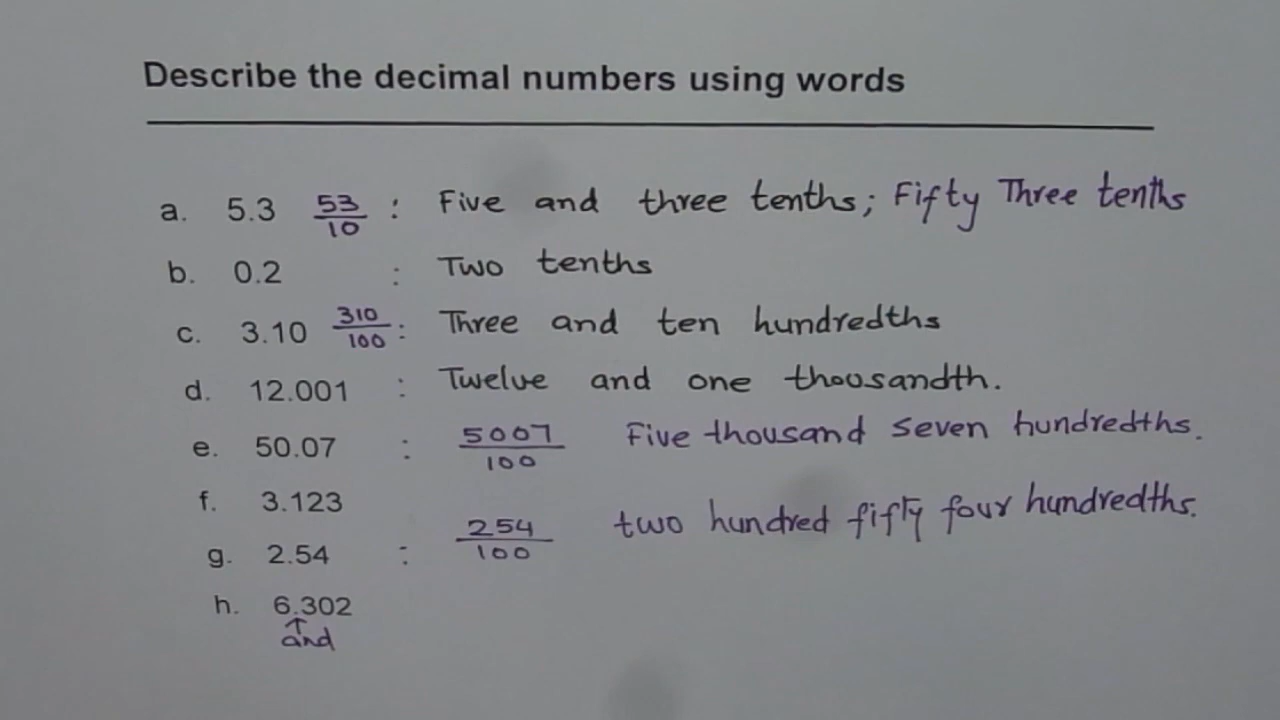 Describe the decimal numbers using words
a. 5.3 53/10 : Five and three tenths; Fifty Three tenths
b. 0.2 : Two tenths
c. 3.10 310/100 : Three and ten hundredths
d. 12.001 : Twelve and one thousandth.
e. 50.07 : 5007/100 Five thousand seven hundredths.
f. 3.123
g. 2.54 : 254/100 two hundred fifty four hundredths.
h. 6.302
↑
and